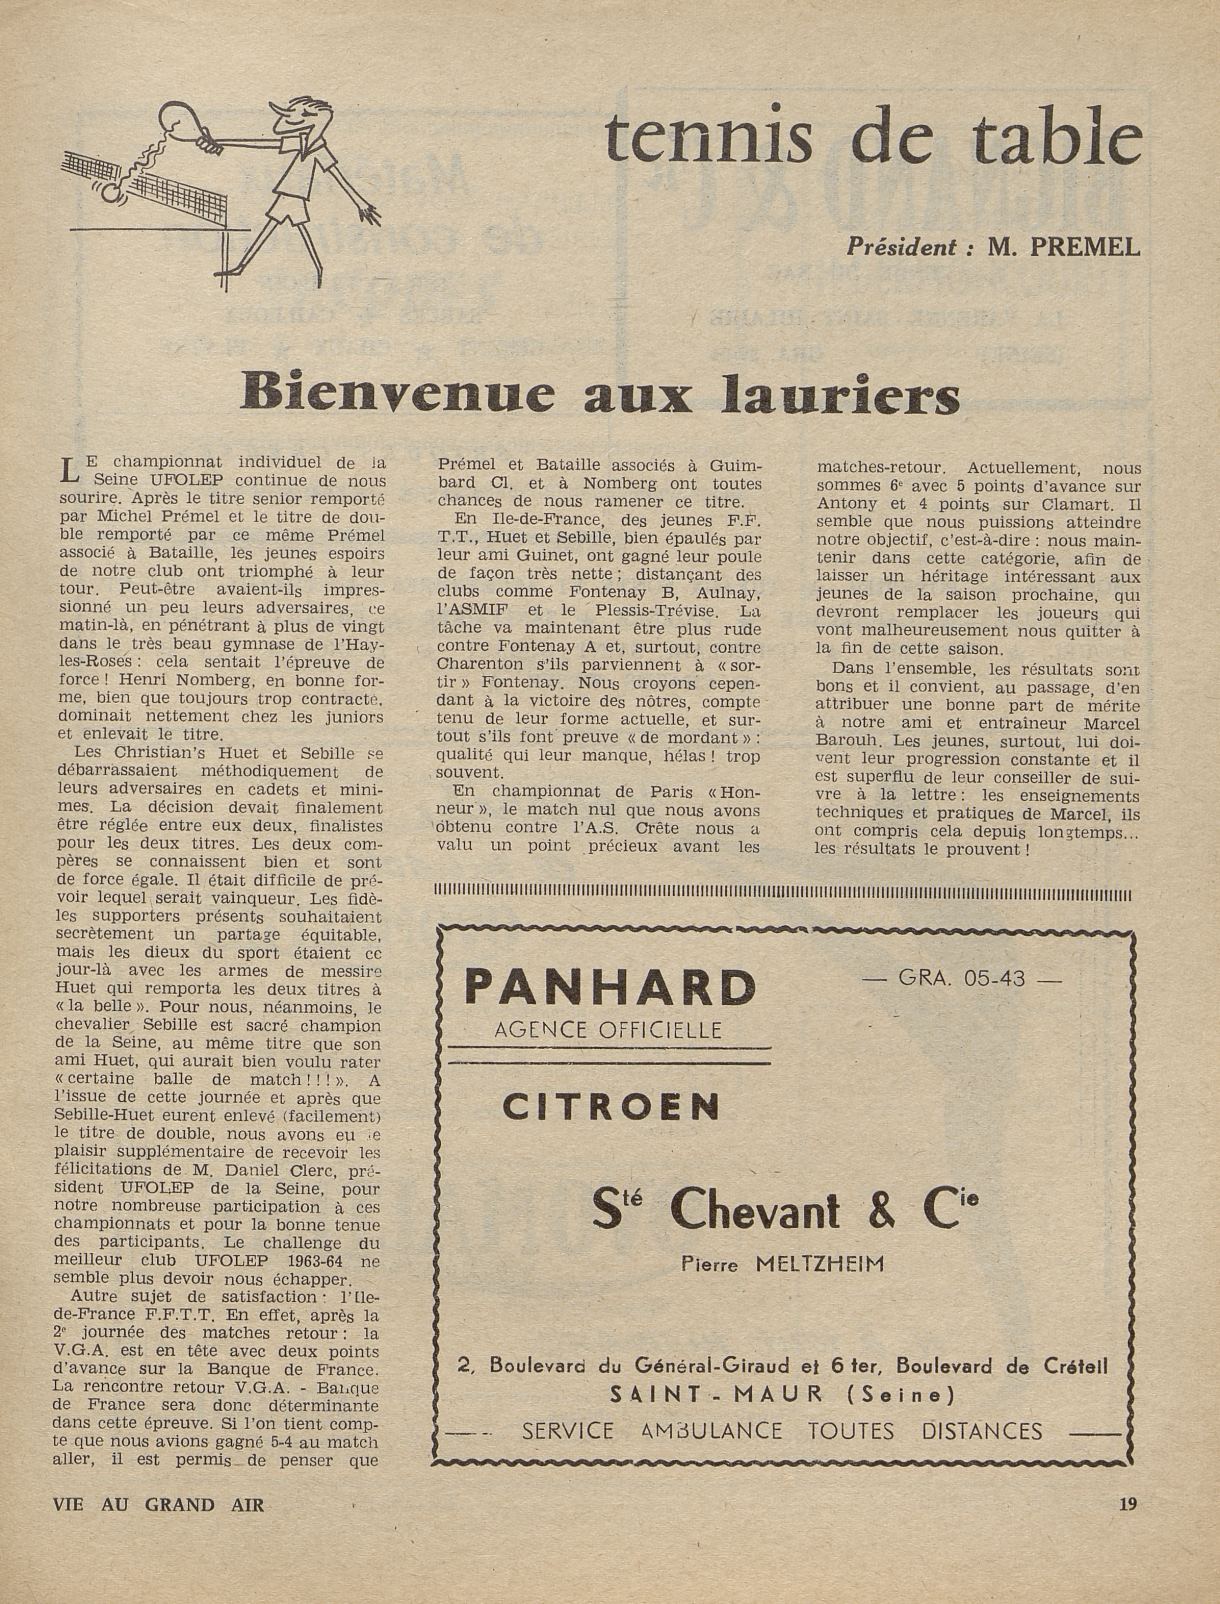 tennis de table
Président : M. PREMEL
Bienvenue aux lauriers
LE championnat individuel de la
Seine UFOLEP continue de nous
sourire. Après le titre senior remporté
par Michel Prémel et le titre de dou-
ble remporté par ce même Prémel
associé à Bataille, les jeunes espoirs
de notre club ont triomphé à leur
tour. Peut-être avaient-ils impres-
sionné un peu leurs adversaires, ce
matin-là, en pénétrant à plus de vingt
dans le très beau gymnase de l'Hay-
les-Roses : cela sentait l'épreuve de
force ! Henri Nomberg, en bonne for-
me, bien que toujours trop contracté,
dominait nettement chez les juniors
et enlevait le titre.
Les Christian's Huet et Sebille se
débarrassaient méthodiquement de
leurs adversaires en cadets et mini-
mes. La décision devait finalement
être réglée entre eux deux, finalistes
pour les deux titres. Les deux com-
pères se connaissent bien et sont
de force égale. Il était difficile de pré-
voir lequel serait vainqueur. Les fidè-
les supporters présents souhaitaient
secrètement un partage équitable,
mais les dieux du sport étaient ce
jour-là avec les armes de messire
Huet qui remporta les deux titres à
« la belle ». Pour nous, néanmoins, le
chevalier Sebille est sacré champion
de la Seine, au même titre que son
ami Huet, qui aurait bien voulu rater
« certaine balle de match ! ! ! ». A
l'issue de cette journée et après que
Sebille-Huet eurent enlevé (facilement)
le titre de double, nous avons eu le
plaisir supplémentaire de recevoir les
félicitations de M. Daniel Clerc, pré-
sident UFOLEP de la Seine, pour
notre nombreuse participation à ces
championnats et pour la bonne tenue
des participants. Le challenge du
meilleur club UFOLEP 1963-64 ne
semble plus devoir nous échapper.
Autre sujet de satisfaction : l'Ile-
de-France F.F.T.T. En effet, après la
2e journée des matches retour : la
V.G.A. est en tête avec deux points
d'avance sur la Banque de France.
La rencontre retour V.G.A. - Banque
de France sera donc déterminante
dans cette épreuve. Si l'on tient comp-
te que nous avions gagné 5-4 au match
aller, il est permis de penser que
Prémel et Bataille associés à Guim-
bard Cl. et à Nomberg ont toutes
chances de nous ramener ce titre.
En Ile-de-France, des jeunes F.F.
T.T., Huet et Sebille, bien épaulés par
leur ami Guinet, ont gagné leur poule
de façon très nette ; distançant des
clubs comme Fontenay B, Aulnay,
l'ASMIF et le Plessis-Trévise. La
tâche va maintenant être plus rude
contre Fontenay A et, surtout, contre
Charenton s'ils parviennent à « sor-
tir » Fontenay. Nous croyons cepen-
dant à la victoire des nôtres, compte
tenu de leur forme actuelle, et sur-
tout s'ils font preuve « de mordant » :
qualité qui leur manque, hélas ! trop
souvent.
En championnat de Paris « Hon-
neur », le match nul que nous avons
obtenu contre l'A.S. Crête nous a
valu un point précieux avant les
matches-retour. Actuellement, nous
sommes 6e avec 5 points d'avance sur
Antony et 4 points sur Clamart. Il
semble que nous puissions atteindre
notre objectif, c'est-à-dire : nous main-
tenir dans cette catégorie, afin de
laisser un héritage intéressant aux
jeunes de la saison prochaine, qui
devront remplacer les joueurs qui
vont malheureusement nous quitter à
la fin de cette saison.
Dans l'ensemble, les résultats sont
bons et il convient, au passage, d'en
attribuer une bonne part de mérite
à notre ami et entraîneur Marcel
Barouh. Les jeunes, surtout, lui doi-
vent leur progression constante et il
est superflu de leur conseiller de sui-
vre à la lettre : les enseignements
techniques et pratiques de Marcel, ils
ont compris cela depuis longtemps...
les résultats le prouvent !
PANHARD
AGENCE OFFICIELLE
— GRA. 05-43 —
CITROEN
Sté Chevant & Cie
Pierre MELTZHEIM
2, Boulevard du Général-Giraud et 6 ter, Boulevard de Créteil
SAINT-MAUR (Seine)
SERVICE AMBULANCE TOUTES DISTANCES
VIE AU GRAND AIR
19